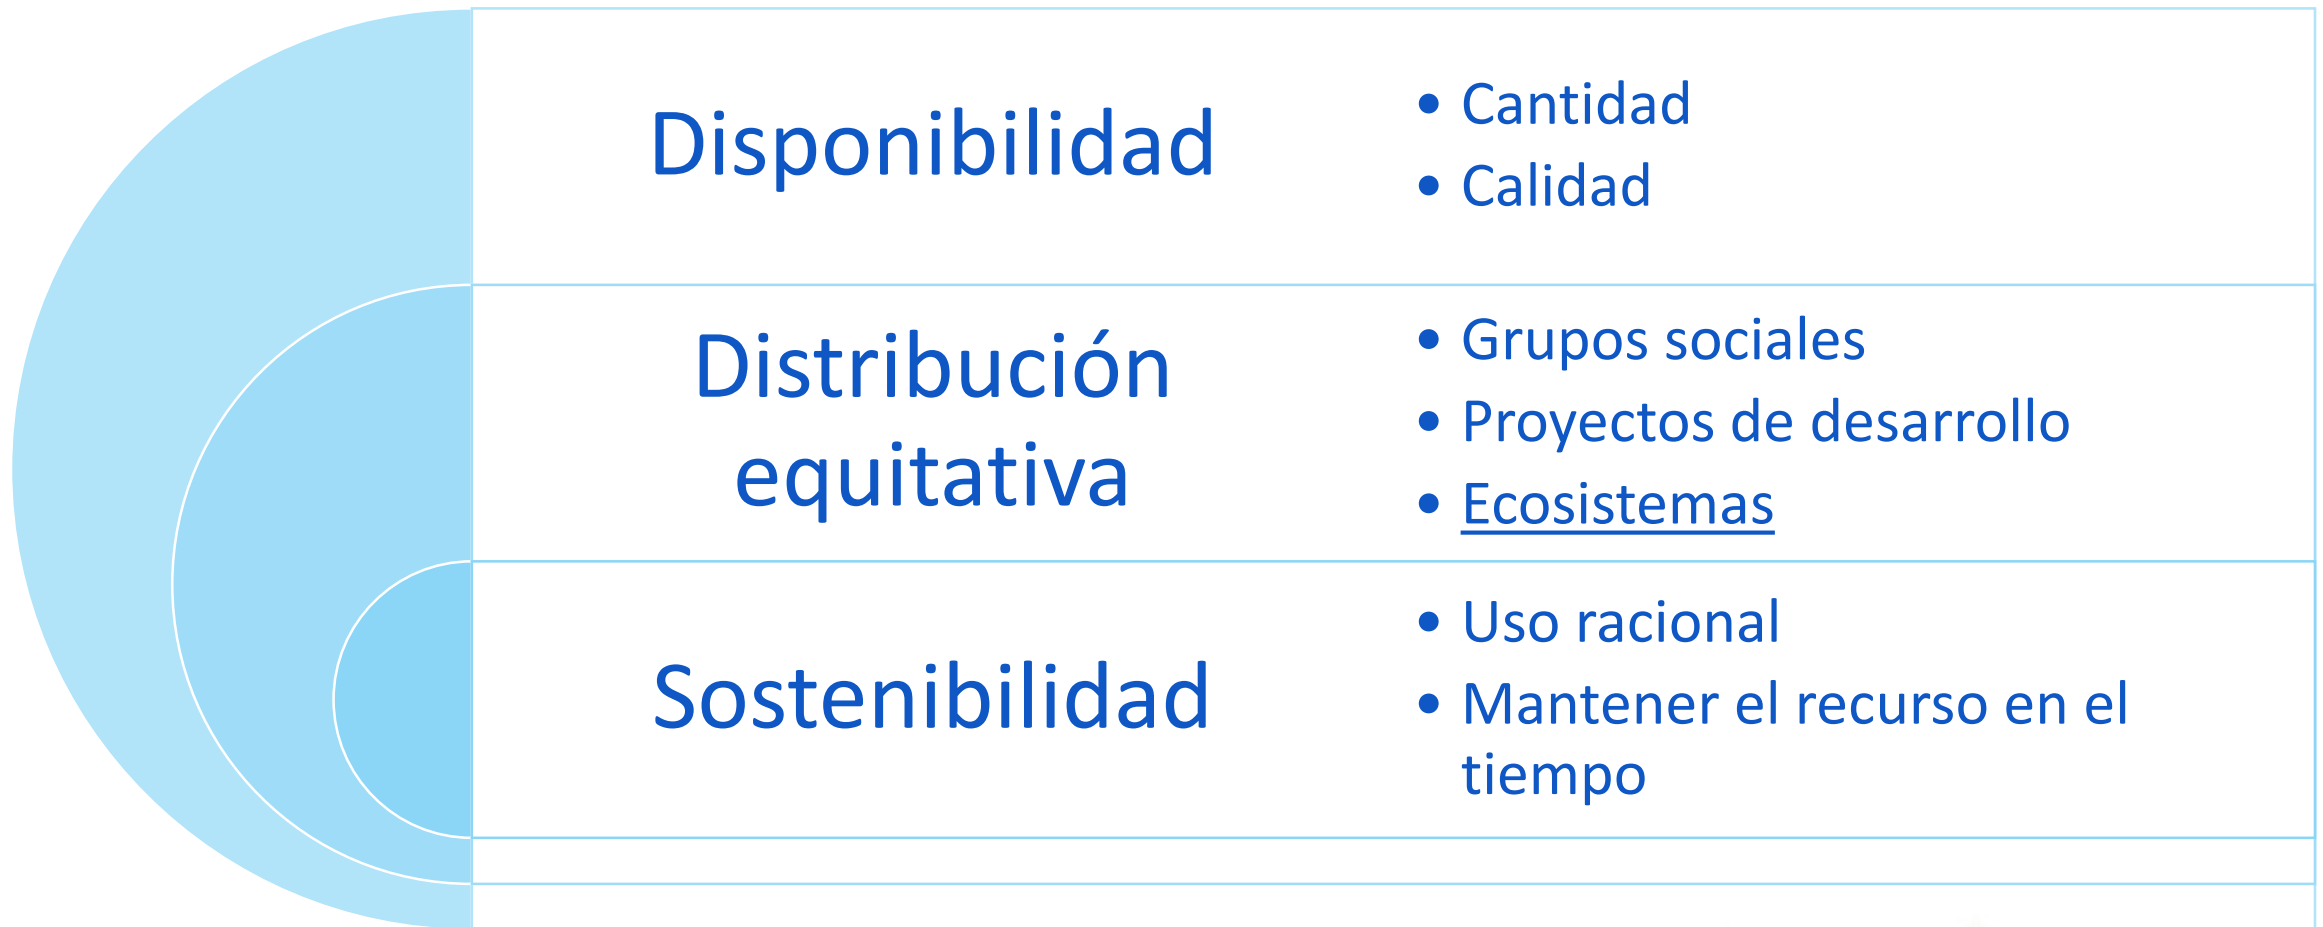 Disponibilidad
• Cantidad
• Calidad
Distribución
equitativa
• Grupos sociales
• Proyectos de desarrollo
• Ecosistemas
Sostenibilidad
• Uso racional
• Mantener el recurso en el
tiempo